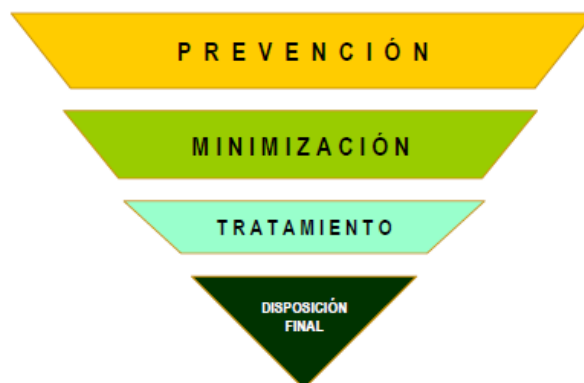 PREVENCIÓN
MINIMIZACIÓN
TRATAMIENTO
DISPOSICIÓN
FINAL